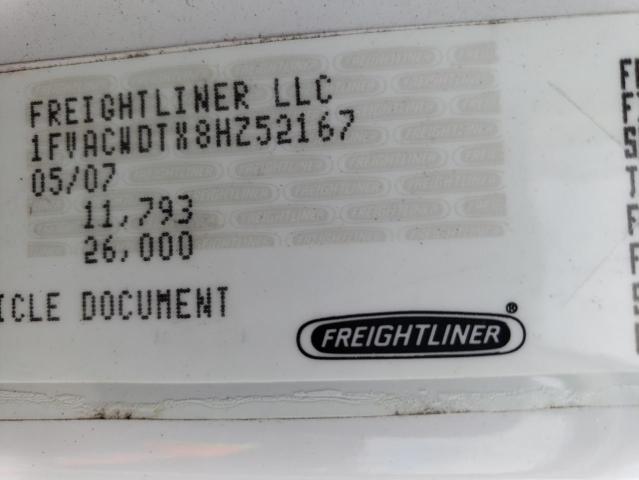 FREIGHTLINER LLC
1FVACWDTX8HZ52167
05/07
11,793
26,000
ICLE DOCUMENT
FREIGHTLINER®